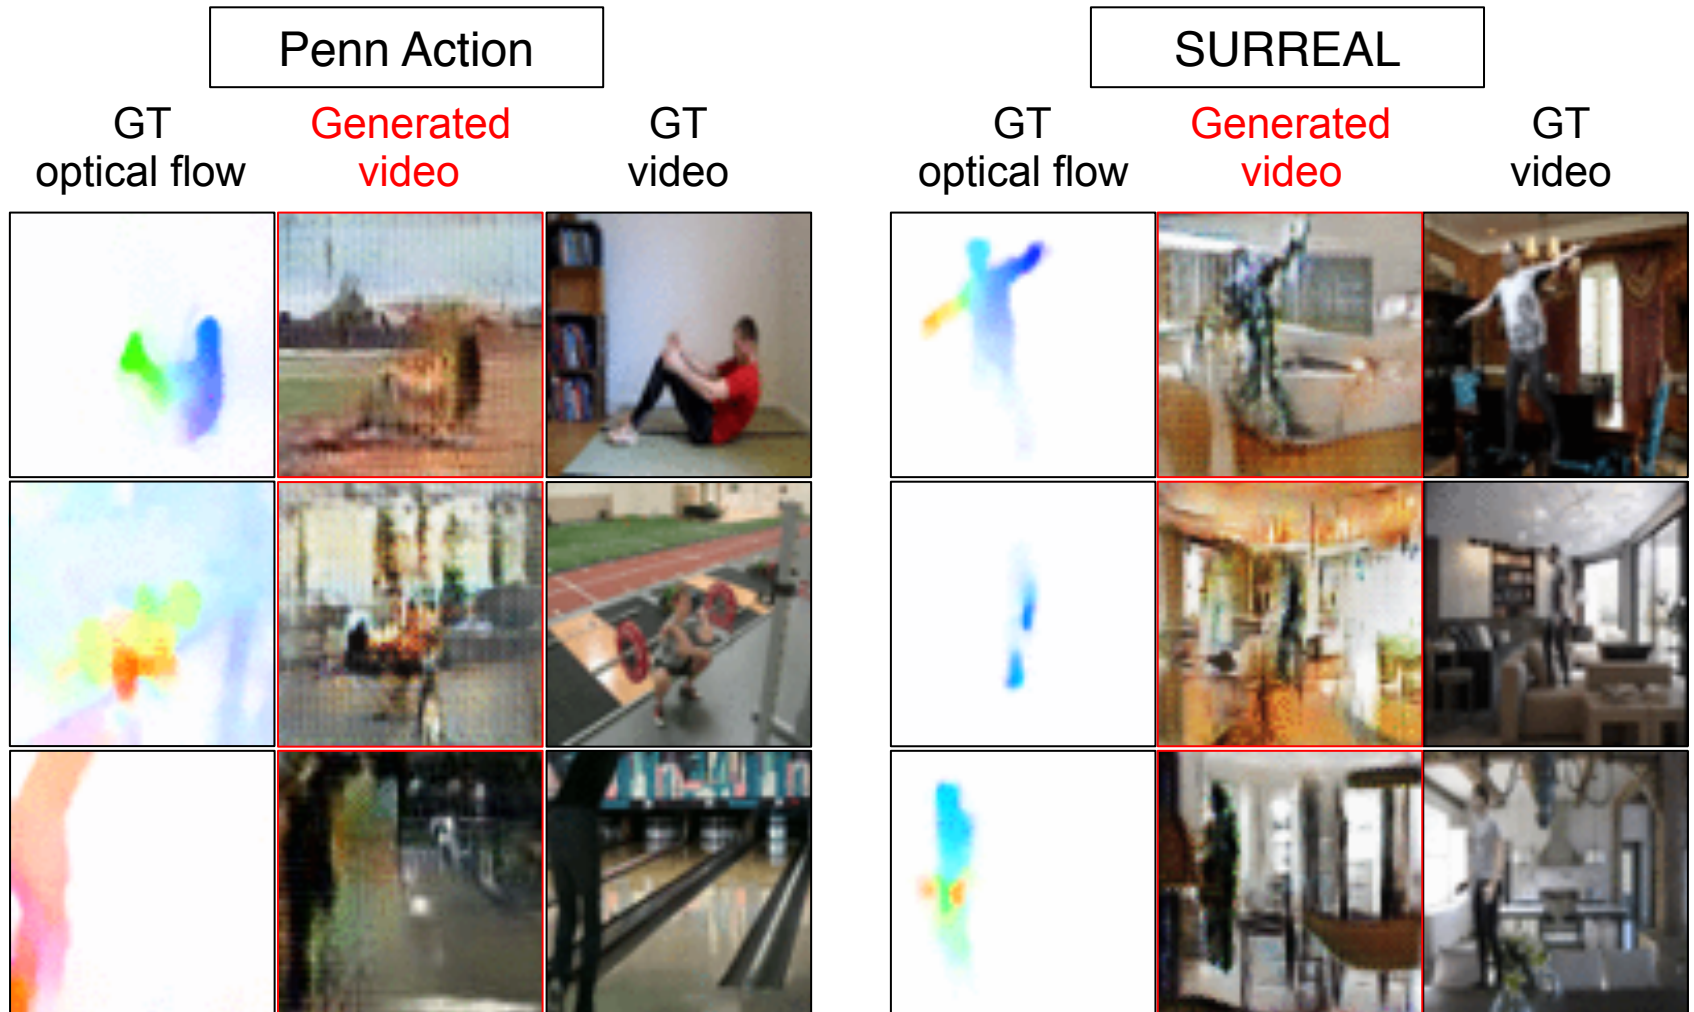 Penn Action
GT
optical flow
Generated
video
GT
video
SURREAL
GT
optical flow
Generated
video
GT
video